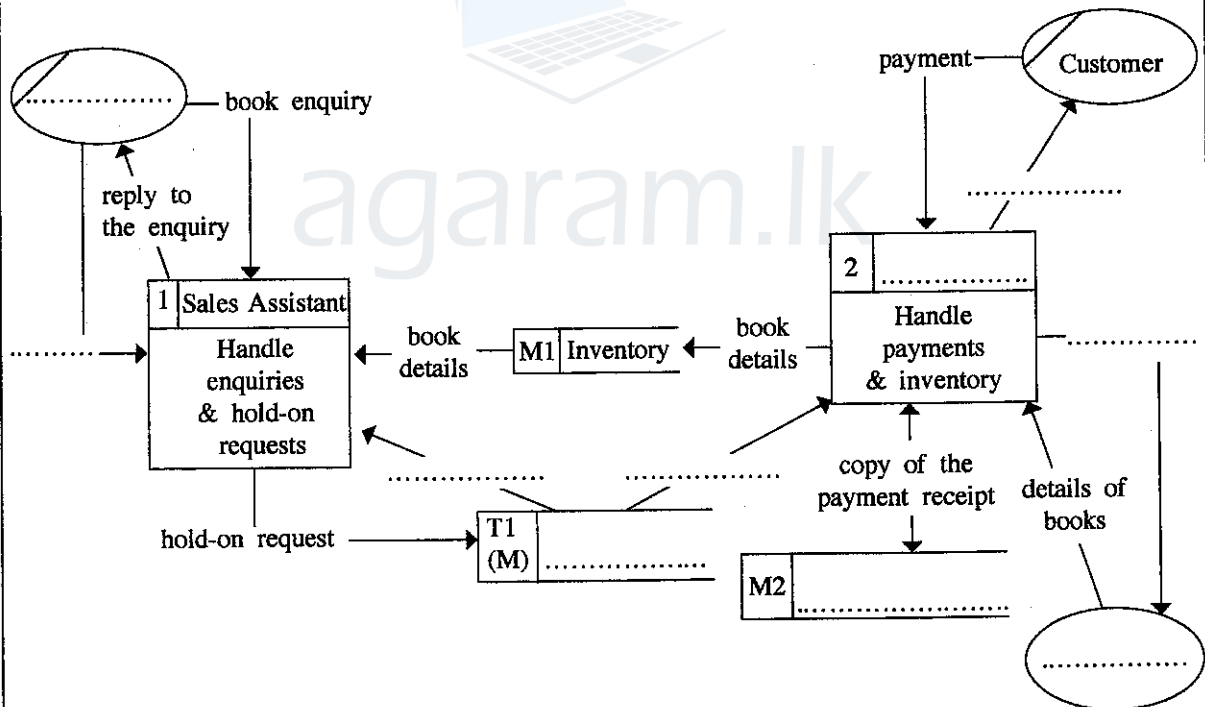 payment
Customer
....................
book enquiry
reply to
the enquiry
....................
1 Sales Assistant
2 ....................
agaram.lk
Handle
enquiries
& hold-on
requests
book
details
M1 Inventory
book
details
Handle
payments
& inventory
....................
....................
....................
....................
copy of the
payment receipt
details of
books
hold-on request
T1
(M) ....................
M2 ....................
....................